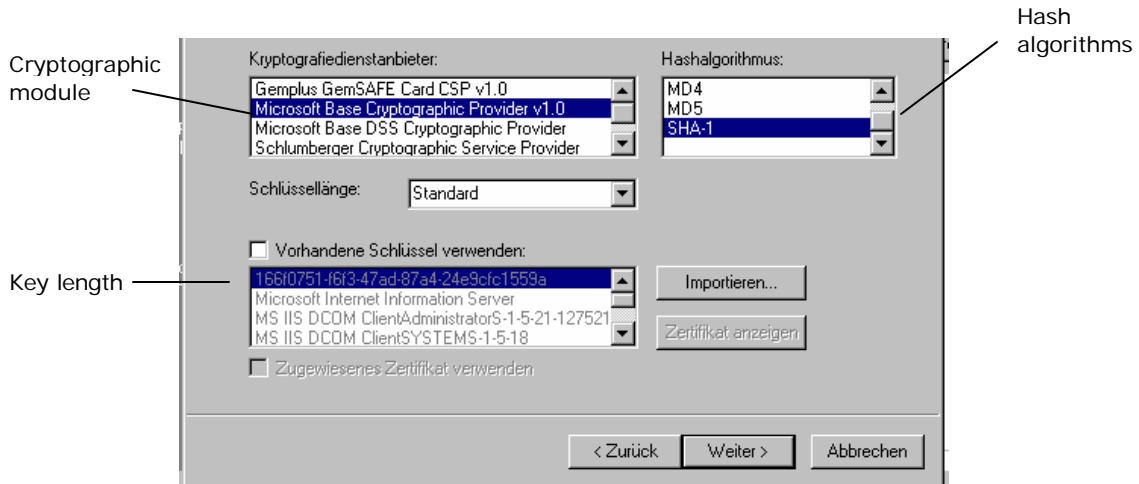 Hash
algorithms
Cryptographic
module
Kryptografiedienstanbieter:
Gemplus GemSAFE Card CSP v1.0
Microsoft Base Cryptographic Provider v1.0
Microsoft Base DSS Cryptographic Provider
Schlumberger Cryptographic Service Provider
Hashalgorithmus:
MD4
MD5
SHA-1
Schlüssellänge:
Standard
Vorhandene Schlüssel verwenden:
Key length
166f0751-f6f3-47ad-87a4-24e9cfc1559a
Microsoft Internet Information Server
MS IIS DCOM ClientAdministratorS-1-5-21-127521
MS IIS DCOM ClientSYSTEMS-1-5-18
Importieren...
Zertifikat anzeigen
Zugewiesenes Zertifikat verwenden
< Zurück
Weiter >
Abbrechen